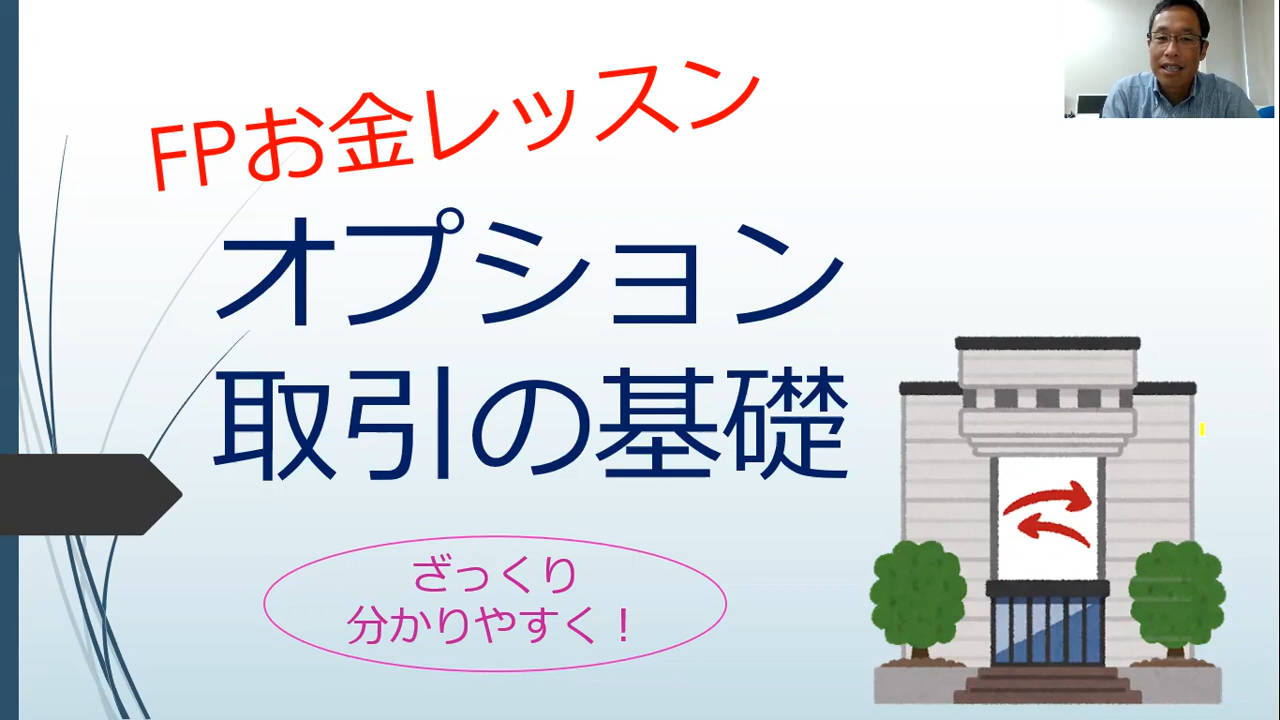 FPお金レッスン
オプション
取引の基礎
ざっくり
分かりやすく！